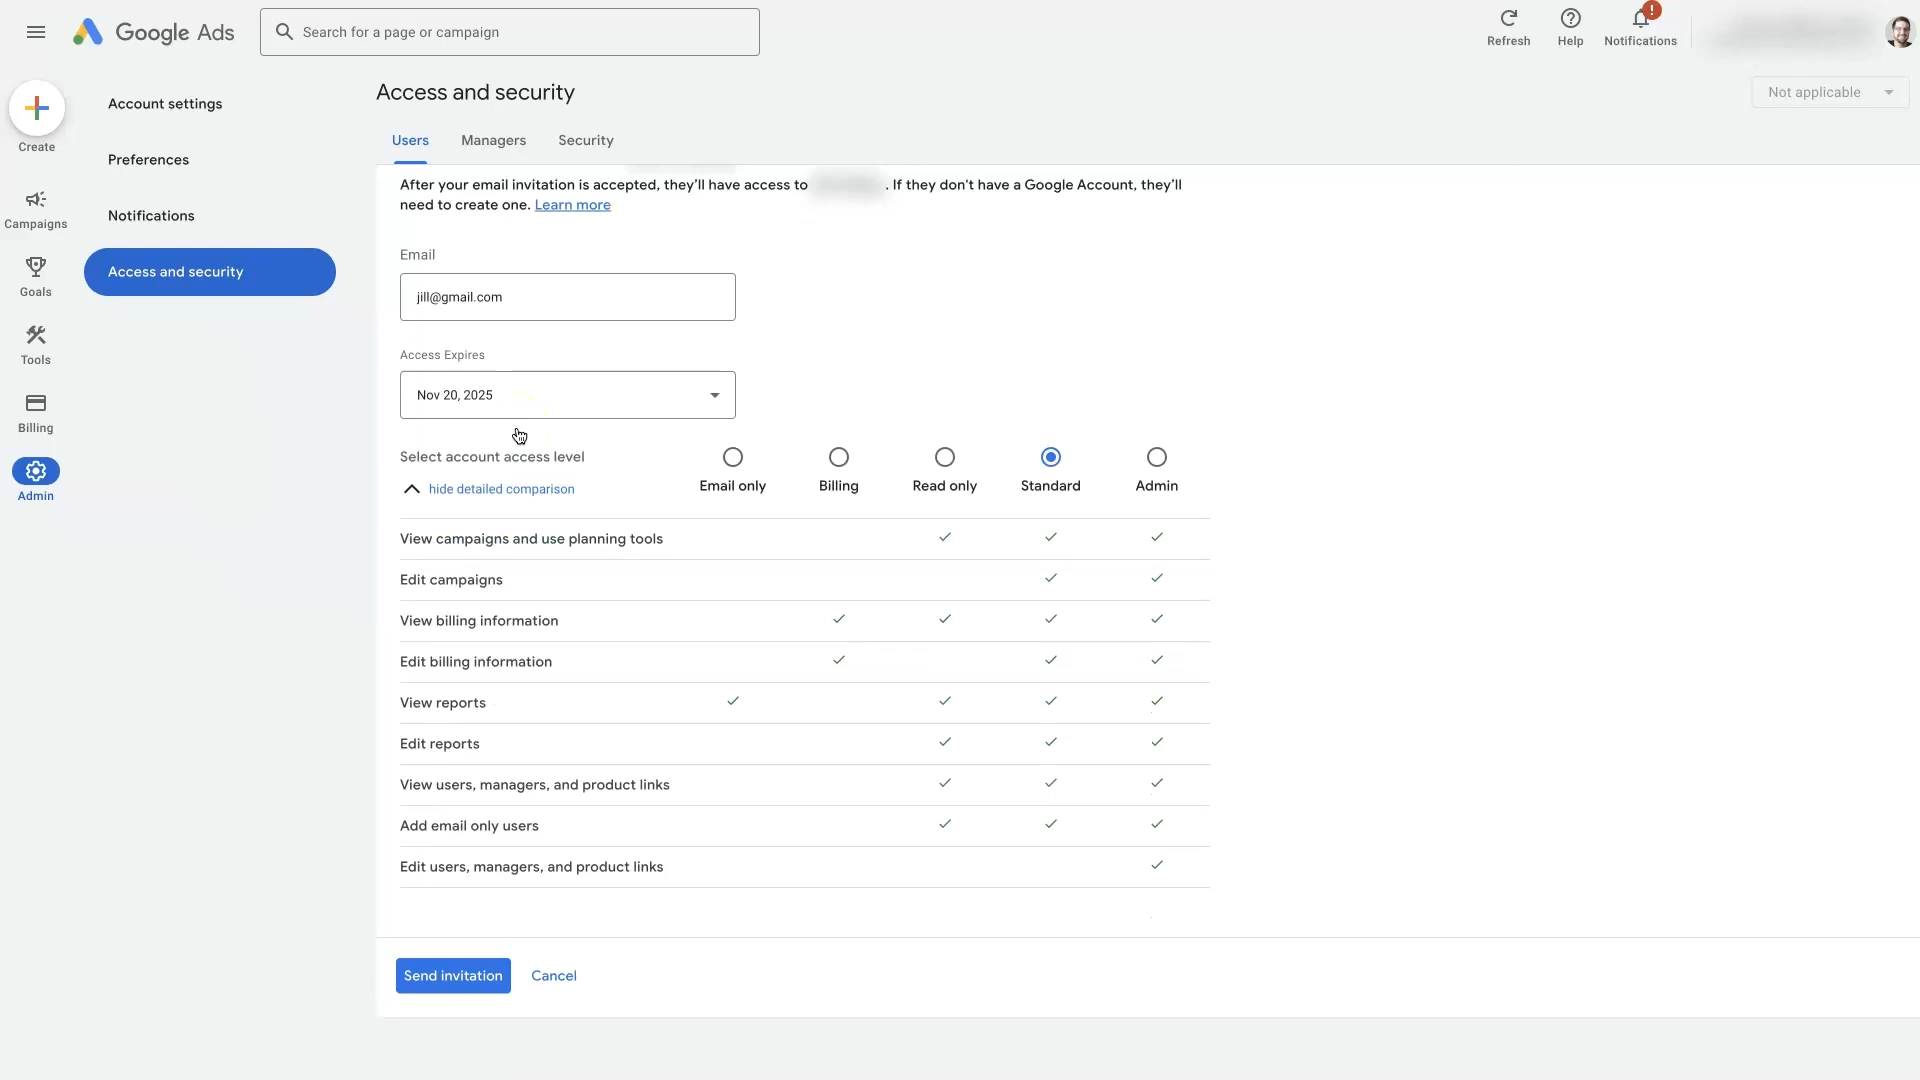 Google Ads
Search for a page or campaign
Refresh
Help
!
Notifications
Create
Campaigns
Goals
Tools
Billing
Admin
Account settings
Preferences
Notifications
Access and security
Access and security
Not applicable
Users Managers Security
After your email invitation is accepted, they'll have access to . If they don't have a Google Account, they'll
need to create one. Learn more
Email
jill@gmail.com
Access Expires
Nov 20, 2025
Select account access level
hide detailed comparison
Email only Billing Read only Standard Admin
View campaigns and use planning tools
Edit campaigns
View billing information
Edit billing information
View reports
Edit reports
View users, managers, and product links
Add email only users
Edit users, managers, and product links
Send invitation Cancel